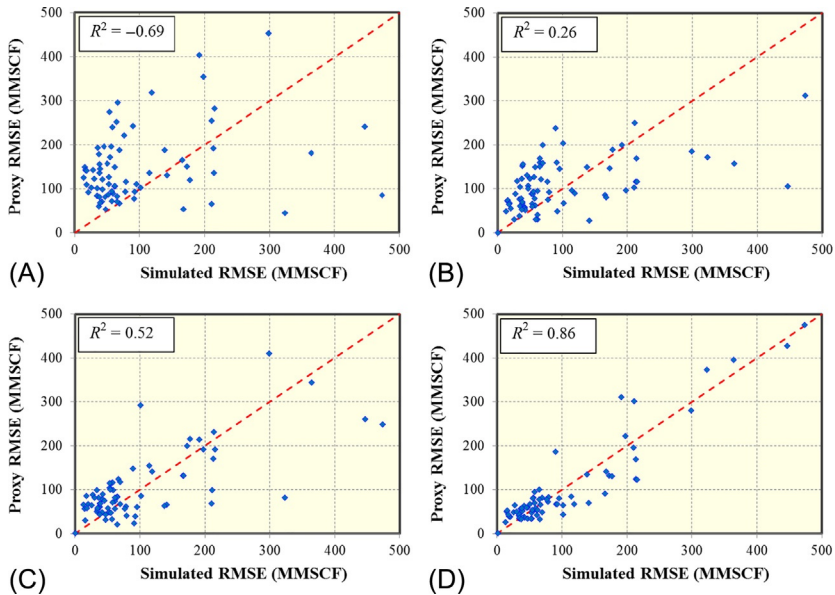 R² = –0.69
500
400
300
200
100
0
Proxy RMSE (MMSCF)
0 100 200 300 400 500
Simulated RMSE (MMSCF)
(A)
R² = 0.26
500
400
300
200
100
0
Proxy RMSE (MMSCF)
0 100 200 300 400 500
Simulated RMSE (MMSCF)
(B)
R² = 0.52
500
400
300
200
100
0
Proxy RMSE (MMSCF)
0 100 200 300 400 500
Simulated RMSE (MMSCF)
(C)
R² = 0.86
500
400
300
200
100
0
Proxy RMSE (MMSCF)
0 100 200 300 400 500
Simulated RMSE (MMSCF)
(D)